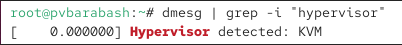 root@pvbarabash:~# dmesg | grep -i "hypervisor"
[    0.000000] Hypervisor detected: KVM